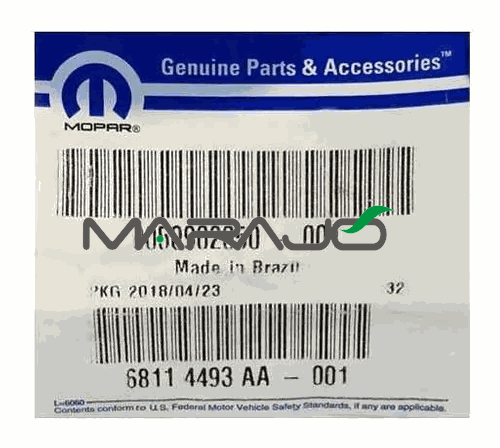 Genuine Parts & Accessories™
MOPAR®
MARAJÓ
Made in Brazil
PKG 2018/04/23 32
6811 4493 AA - 001
L-6060
Contents conform to U.S. Federal Motor Vehicle Safety Standards, if any are applicable.